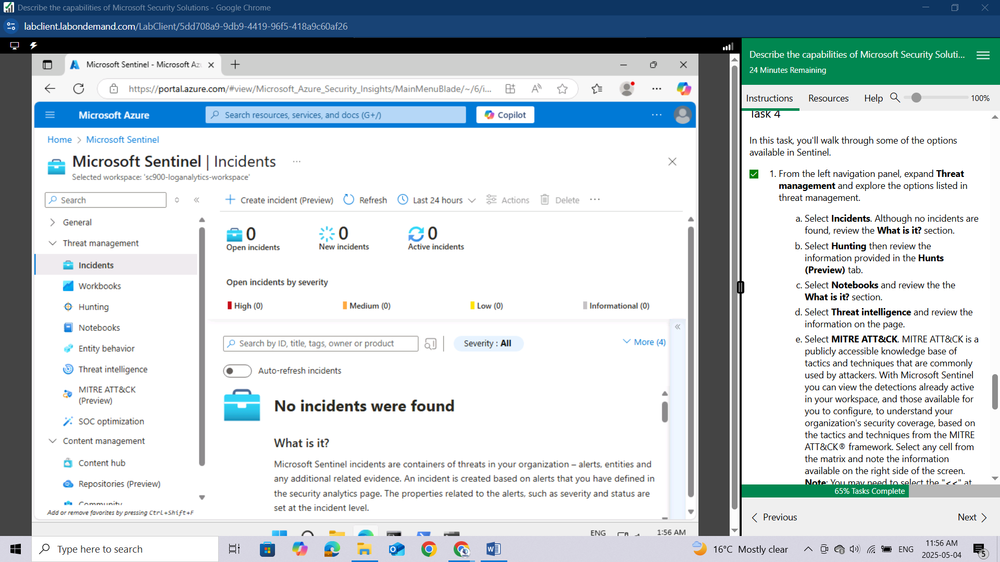 Describe the capabilities of Microsoft Security Solutions - Google Chrome
labclient.labondemand.com/LabClient/5dd708a9-9db9-4419-96f5-418a9c60af26
Microsoft Sentinel - Microsoft Az
https://portal.azure.com/#view/Microsoft_Azure_Security_Insights/MainMenuBlade/~/6/i...
Microsoft Azure
Search resources, services, and docs (G+/)
Copilot
Home > Microsoft Sentinel
Microsoft Sentinel | Incidents
Selected workspace: 'sc900-loganalytics-workspace'
Search
General
Threat management
Incidents
Workbooks
Hunting
Notebooks
Entity behavior
Threat intelligence
MITRE ATT&CK
(Preview)
SOC optimization
Content management
Content hub
Repositories (Preview)
Community
Add or remove favorites by pressing Ctrl+Shift+F
Create incident (Preview)
Refresh
Last 24 hours
Actions
Delete
0
Open incidents
0
New incidents
0
Active incidents
Open incidents by severity
High (0)
Medium (0)
Low (0)
Informational (0)
Search by ID, title, tags, owner or product
Severity : All
More (4)
Auto-refresh incidents
No incidents were found
What is it?
Microsoft Sentinel incidents are containers of threats in your organization – alerts, entities and
any additional related evidence. An incident is created based on alerts that you have defined in
the security analytics page. The properties related to the alerts, such as severity and status are
set at the incident level.
ENG
1:56 AM
Describe the capabilities of Microsoft Security Soluti...
24 Minutes Remaining
Instructions
Resources
Help
100%
Task 4
In this task, you'll walk through some of the options
available in Sentinel.
1. From the left navigation panel, expand Threat
management and explore the options listed in
threat management.
a. Select Incidents. Although no incidents are
found, review the What is it? section.
b. Select Hunting then review the
information provided in the Hunts
(Preview) tab.
c. Select Notebooks and review the the
What is it? section.
d. Select Threat intelligence and review the
information on the page.
e. Select MITRE ATT&CK. MITRE ATT&CK is a
publicly accessible knowledge base of
tactics and techniques that are commonly
used by attackers. With Microsoft Sentinel
you can view the detections already active
in your workspace, and those available for
you to configure, to understand your
organization's security coverage, based on
the tactics and techniques from the MITRE
ATT&CK® framework. Select any cell from
the matrix and note the information
available on the right side of the screen.
Note: You may need to select the "<<" at
65% Tasks Complete
Previous
Next
Type here to search
16°C Mostly clear
ENG
11:56 AM
2025-05-04
5